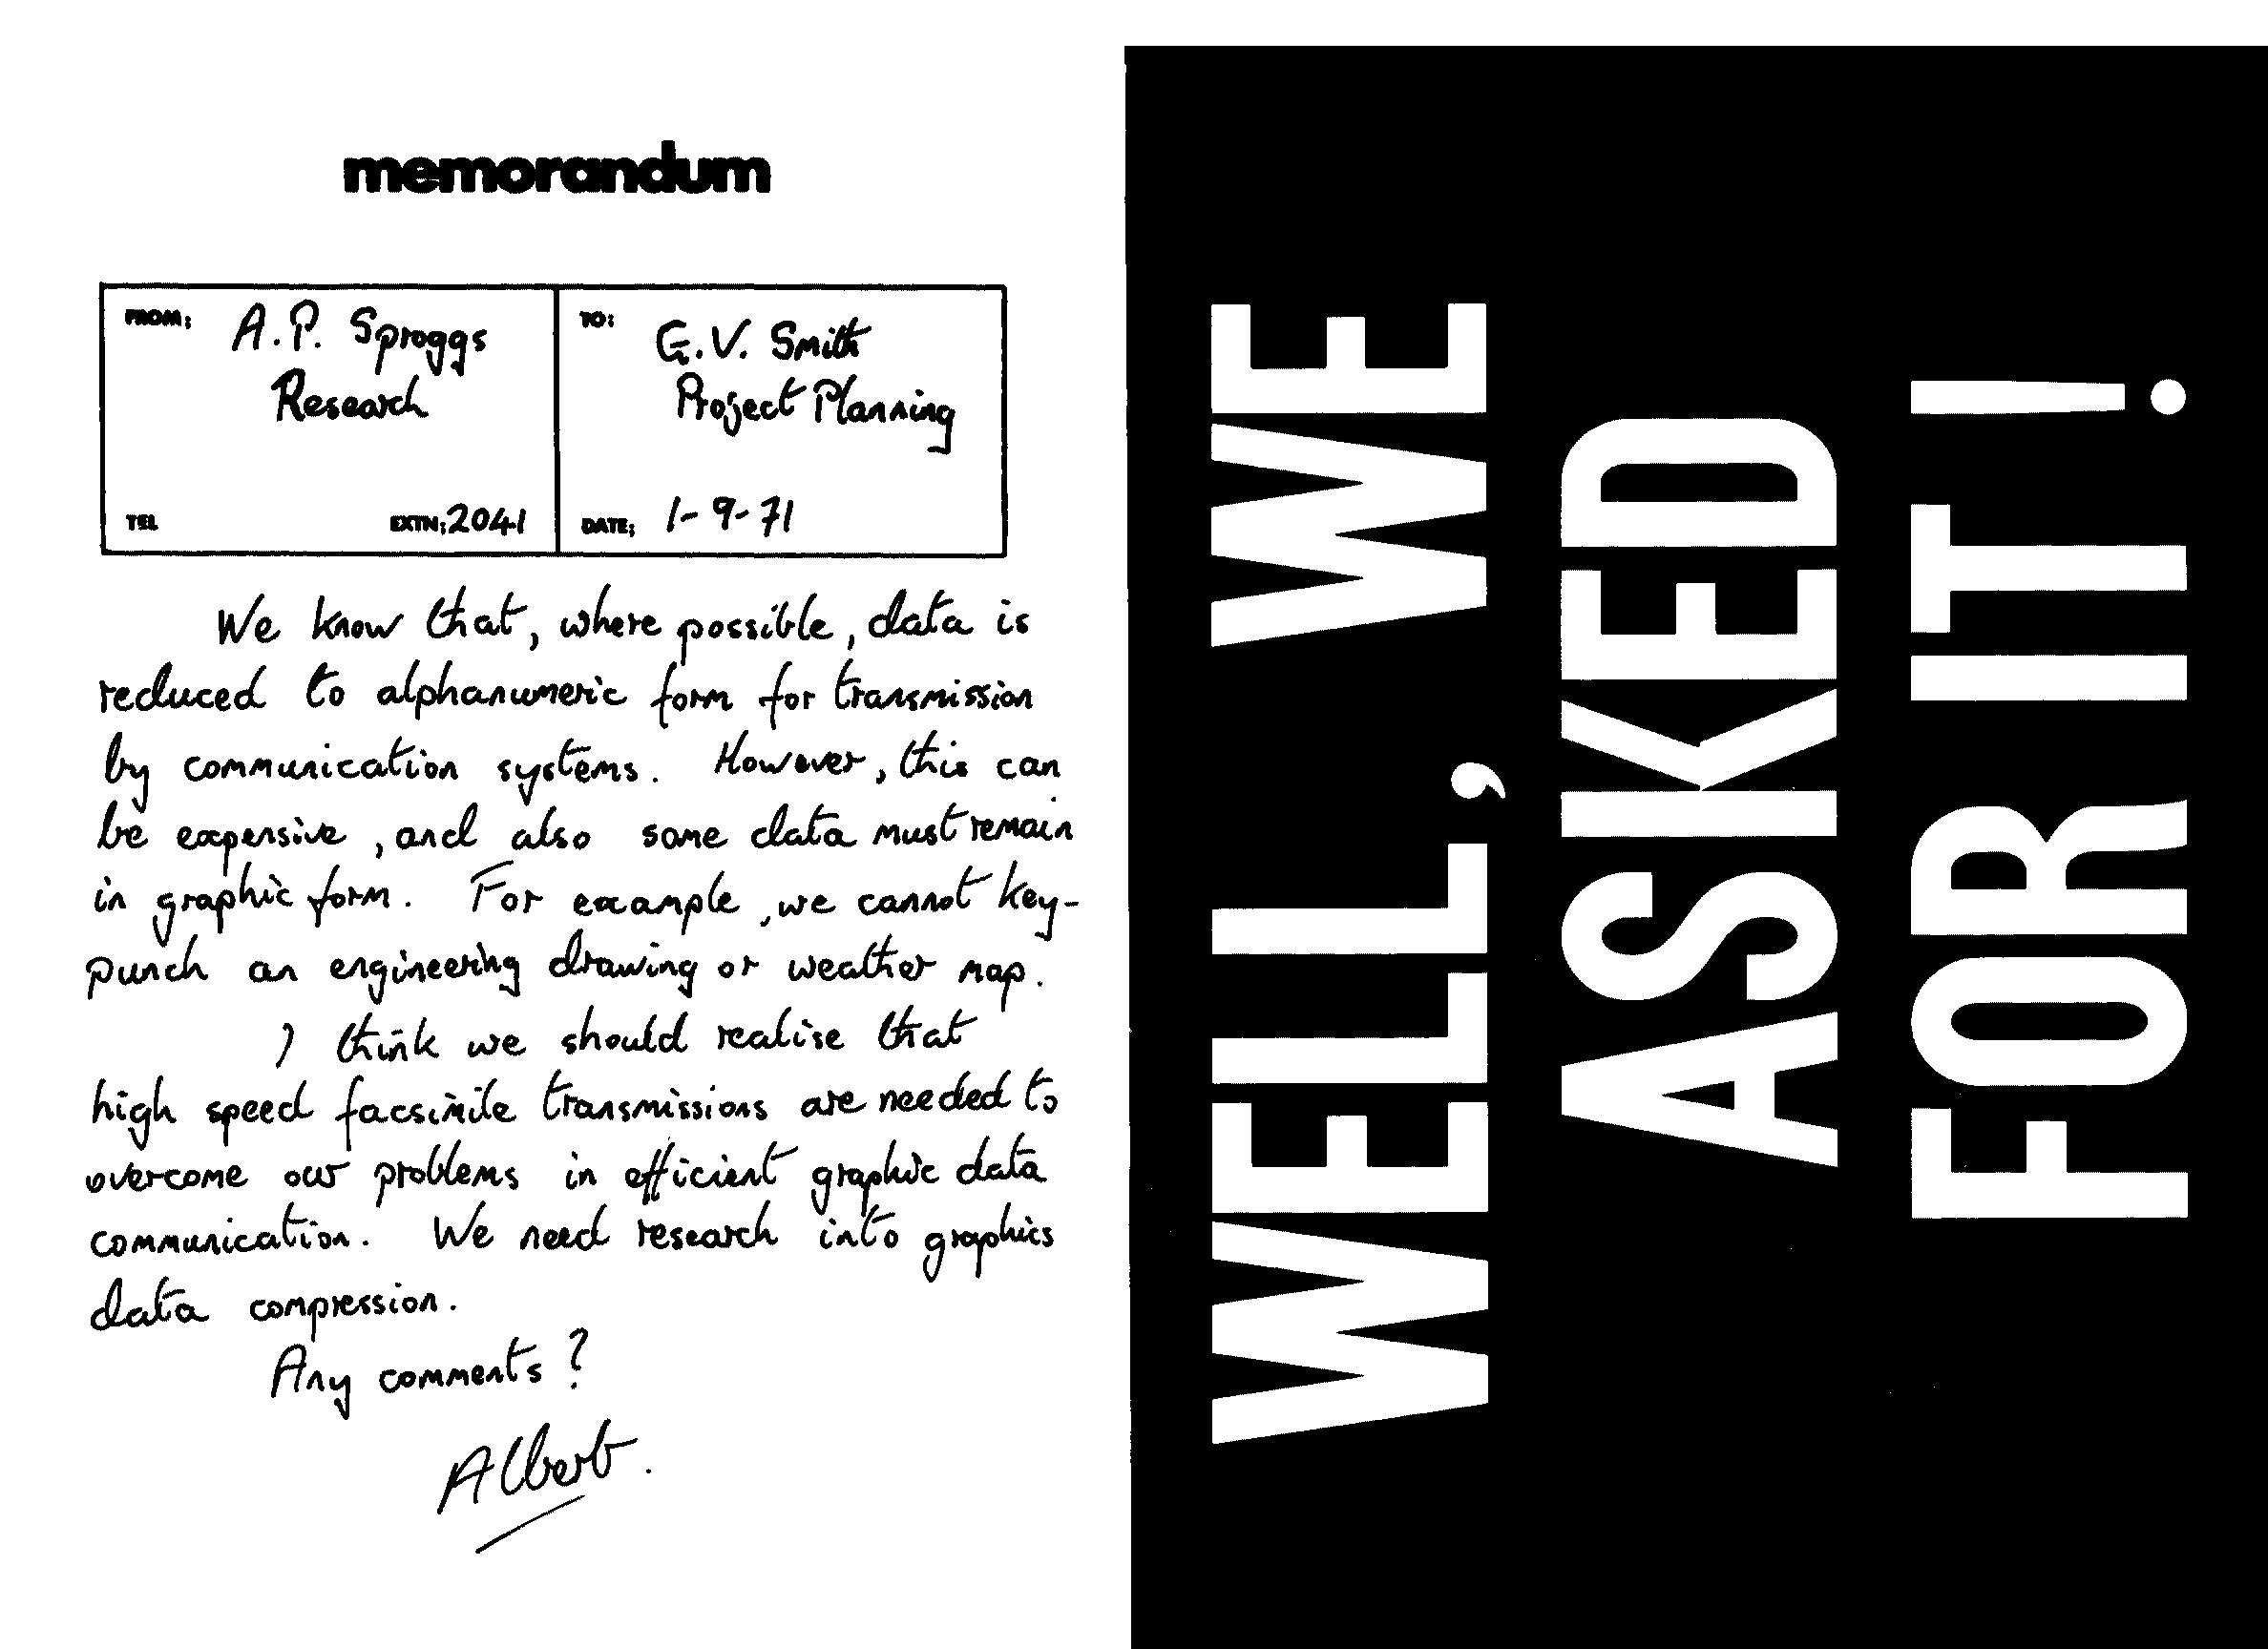 memorandum
FROM: A.P. Sproggs
Research
TEL EXTN: 2041
TO: G.V. Smith
Project Planning
DATE: 1-9-71
We know that, where possible, data is
reduced to alphanumeric form for transmission
by communication systems. However, this can
be expensive, and also some data must remain
in graphic form. For example, we cannot key-
punch an engineering drawing or weather map.
I think we should realise that
high speed facsimile transmissions are needed to
overcome our problems in efficient graphic data
communication. We need research into graphics
data compression.
Any comments?
Albert.
WELL, WE
ASKED
FOR IT!